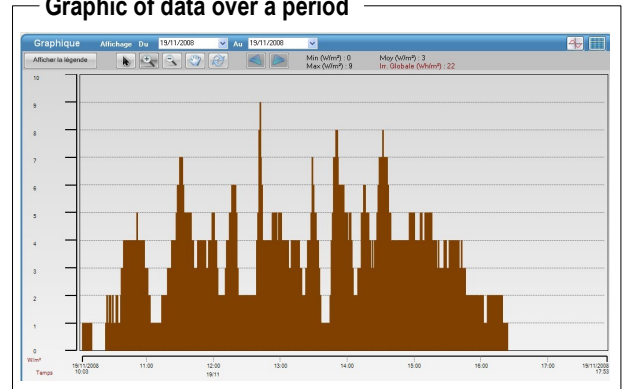 Graphic of data over a period
Graphique Affichage Du 19/11/2008 Au 19/11/2008
Afficher la légende
Min (W/m²) : 0 Moy (W/m²) : 3
Max (W/m²) : 9 Irr. Globale (Wh/m²) : 22
10
9
8
7
6
5
4
3
2
1
0
W/m²
Temps
19/11/2008 11:00 12:00 13:00 14:00 15:00 16:00 17:00 19/11/2008
10:03 19/11 17:53